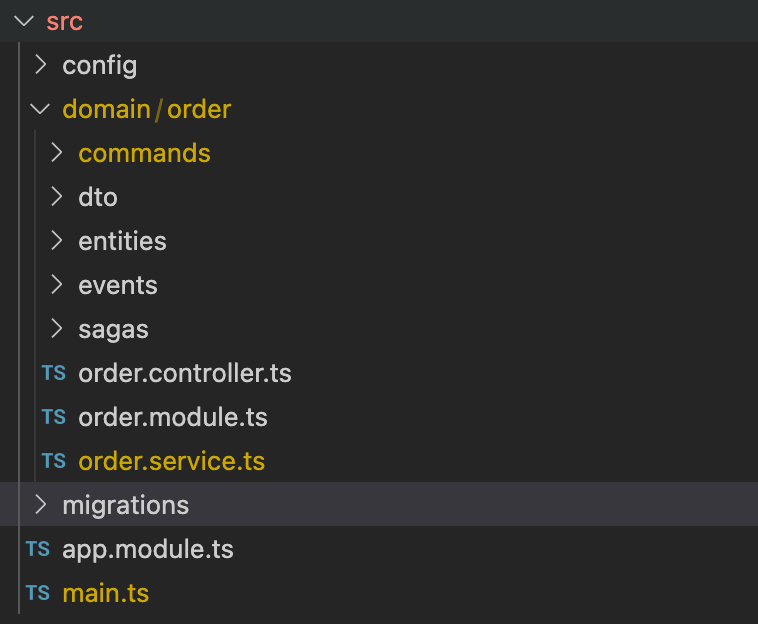 src
config
domain/order
commands
dto
entities
events
sagas
TS order.controller.ts
TS order.module.ts
TS order.service.ts
migrations
TS app.module.ts
TS main.ts